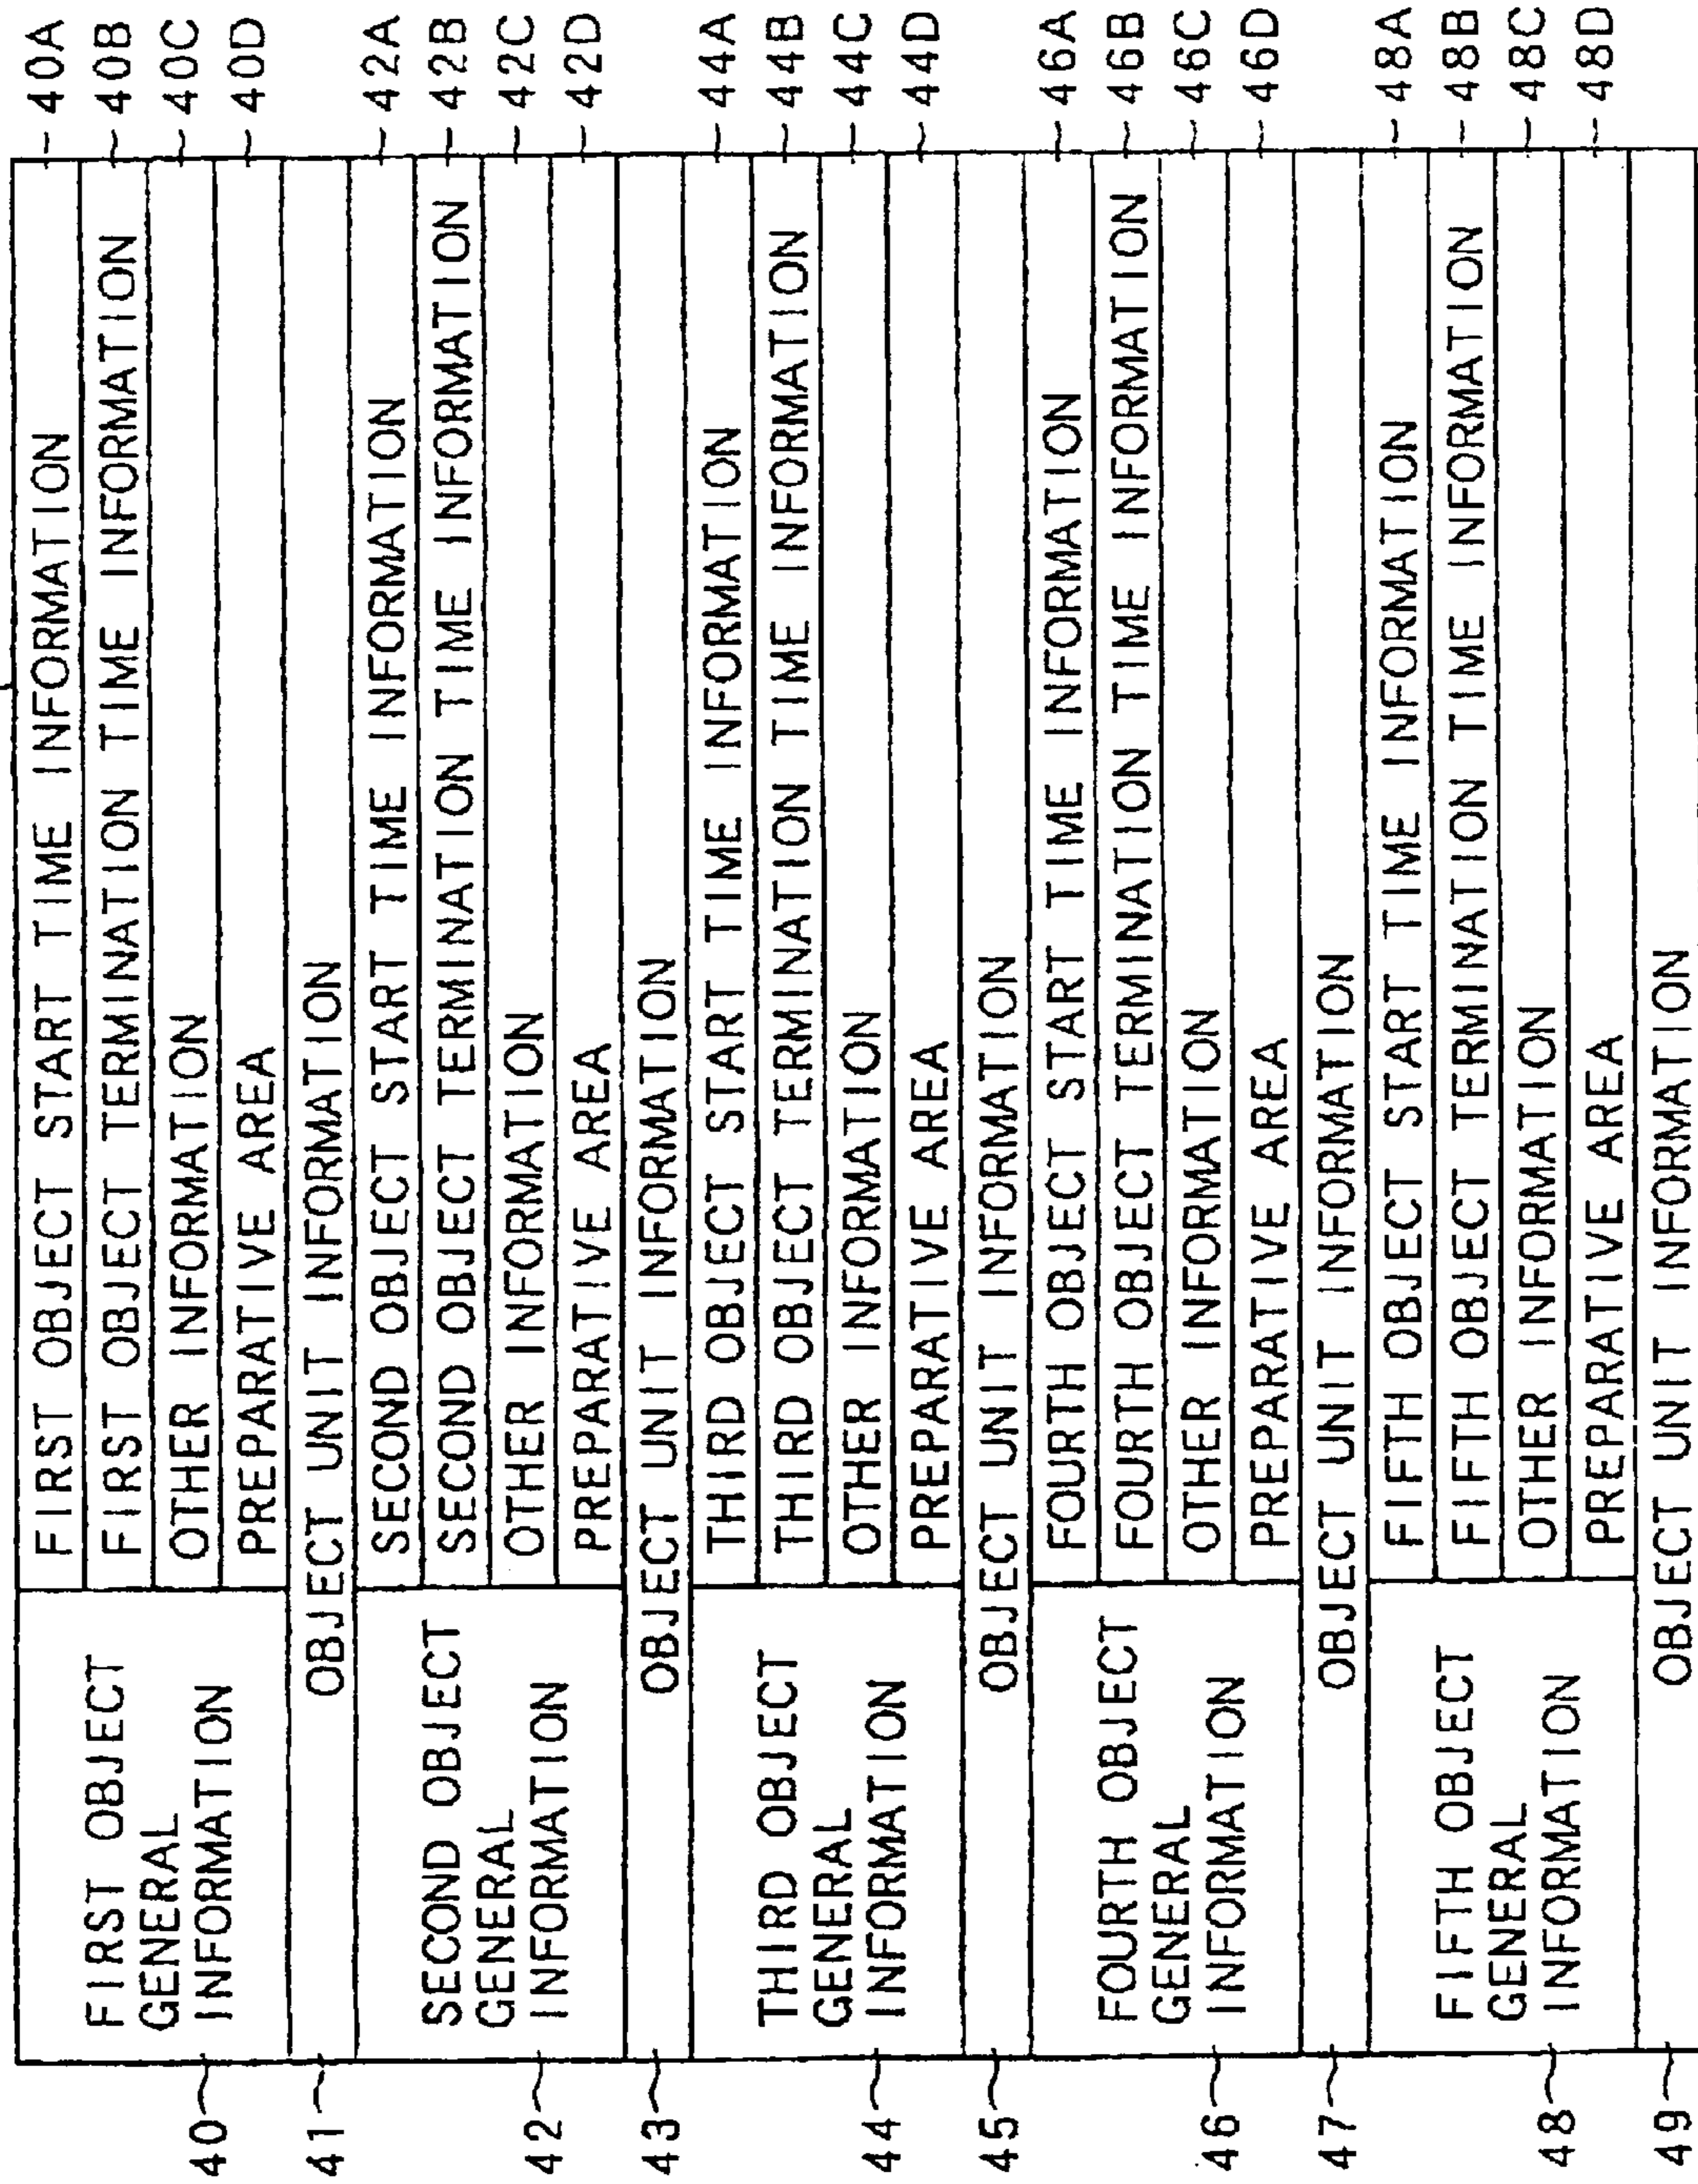 FIRST OBJECT
GENERAL
INFORMATION
40
FIRST OBJECT START TIME INFORMATION
40A
FIRST OBJECT TERMINATION TIME INFORMATION
40B
OTHER INFORMATION
40C
PREPARATIVE AREA
40D
41
OBJECT UNIT INFORMATION
SECOND OBJECT
GENERAL
INFORMATION
42
SECOND OBJECT START TIME INFORMATION
42A
SECOND OBJECT TERMINATION TIME INFORMATION
42B
OTHER INFORMATION
42C
PREPARATIVE AREA
42D
43
OBJECT UNIT INFORMATION
THIRD OBJECT
GENERAL
INFORMATION
44
THIRD OBJECT START TIME INFORMATION
44A
THIRD OBJECT TERMINATION TIME INFORMATION
44B
OTHER INFORMATION
44C
PREPARATIVE AREA
44D
45
OBJECT UNIT INFORMATION
FOURTH OBJECT
GENERAL
INFORMATION
46
FOURTH OBJECT START TIME INFORMATION
46A
FOURTH OBJECT TERMINATION TIME INFORMATION
46B
OTHER INFORMATION
46C
PREPARATIVE AREA
46D
47
OBJECT UNIT INFORMATION
FIFTH OBJECT
GENERAL
INFORMATION
48
FIFTH OBJECT START TIME INFORMATION
48A
FIFTH OBJECT TERMINATION TIME INFORMATION
48B
OTHER INFORMATION
48C
PREPARATIVE AREA
48D
49
OBJECT UNIT INFORMATION